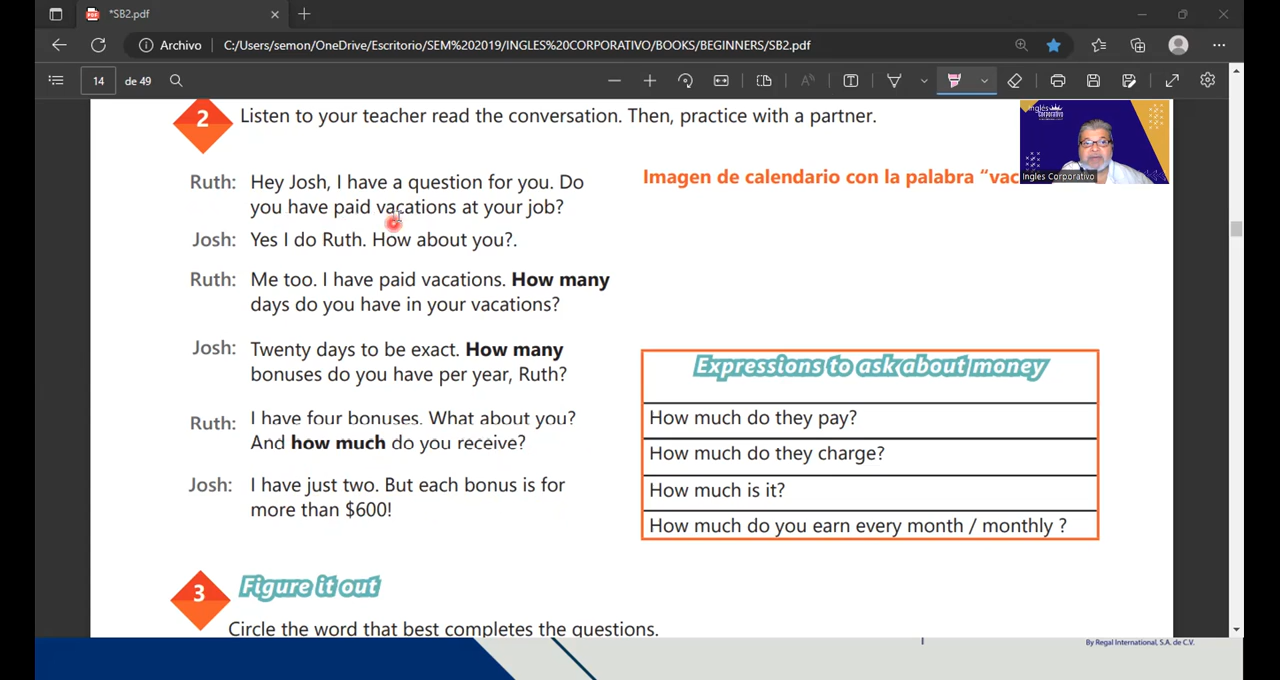 *SB2.pdf
Archivo
C:/Users/semon/OneDrive/Escritorio/SEM%202019/INGLES%20CORPORATIVO/BOOKS/BEGINNERS/SB2.pdf
14 de 49
2 Listen to your teacher read the conversation. Then, practice with a partner.
Inglés Corporativo
Ingles Corporativo
Imagen de calendario con la palabra “vac
Ruth: Hey Josh, I have a question for you. Do
you have paid vacations at your job?
Josh: Yes I do Ruth. How about you?.
Ruth: Me too. I have paid vacations. How many
days do you have in your vacations?
Josh: Twenty days to be exact. How many
bonuses do you have per year, Ruth?
Ruth: I have four bonuses. What about you?
And how much do you receive?
Josh: I have just two. But each bonus is for
more than $600!
Expressions to ask about money
How much do they pay?
How much do they charge?
How much is it?
How much do you earn every month / monthly ?
3 Figure it out
Circle the word that best completes the questions.
By Regal International, S.A. de C.V.